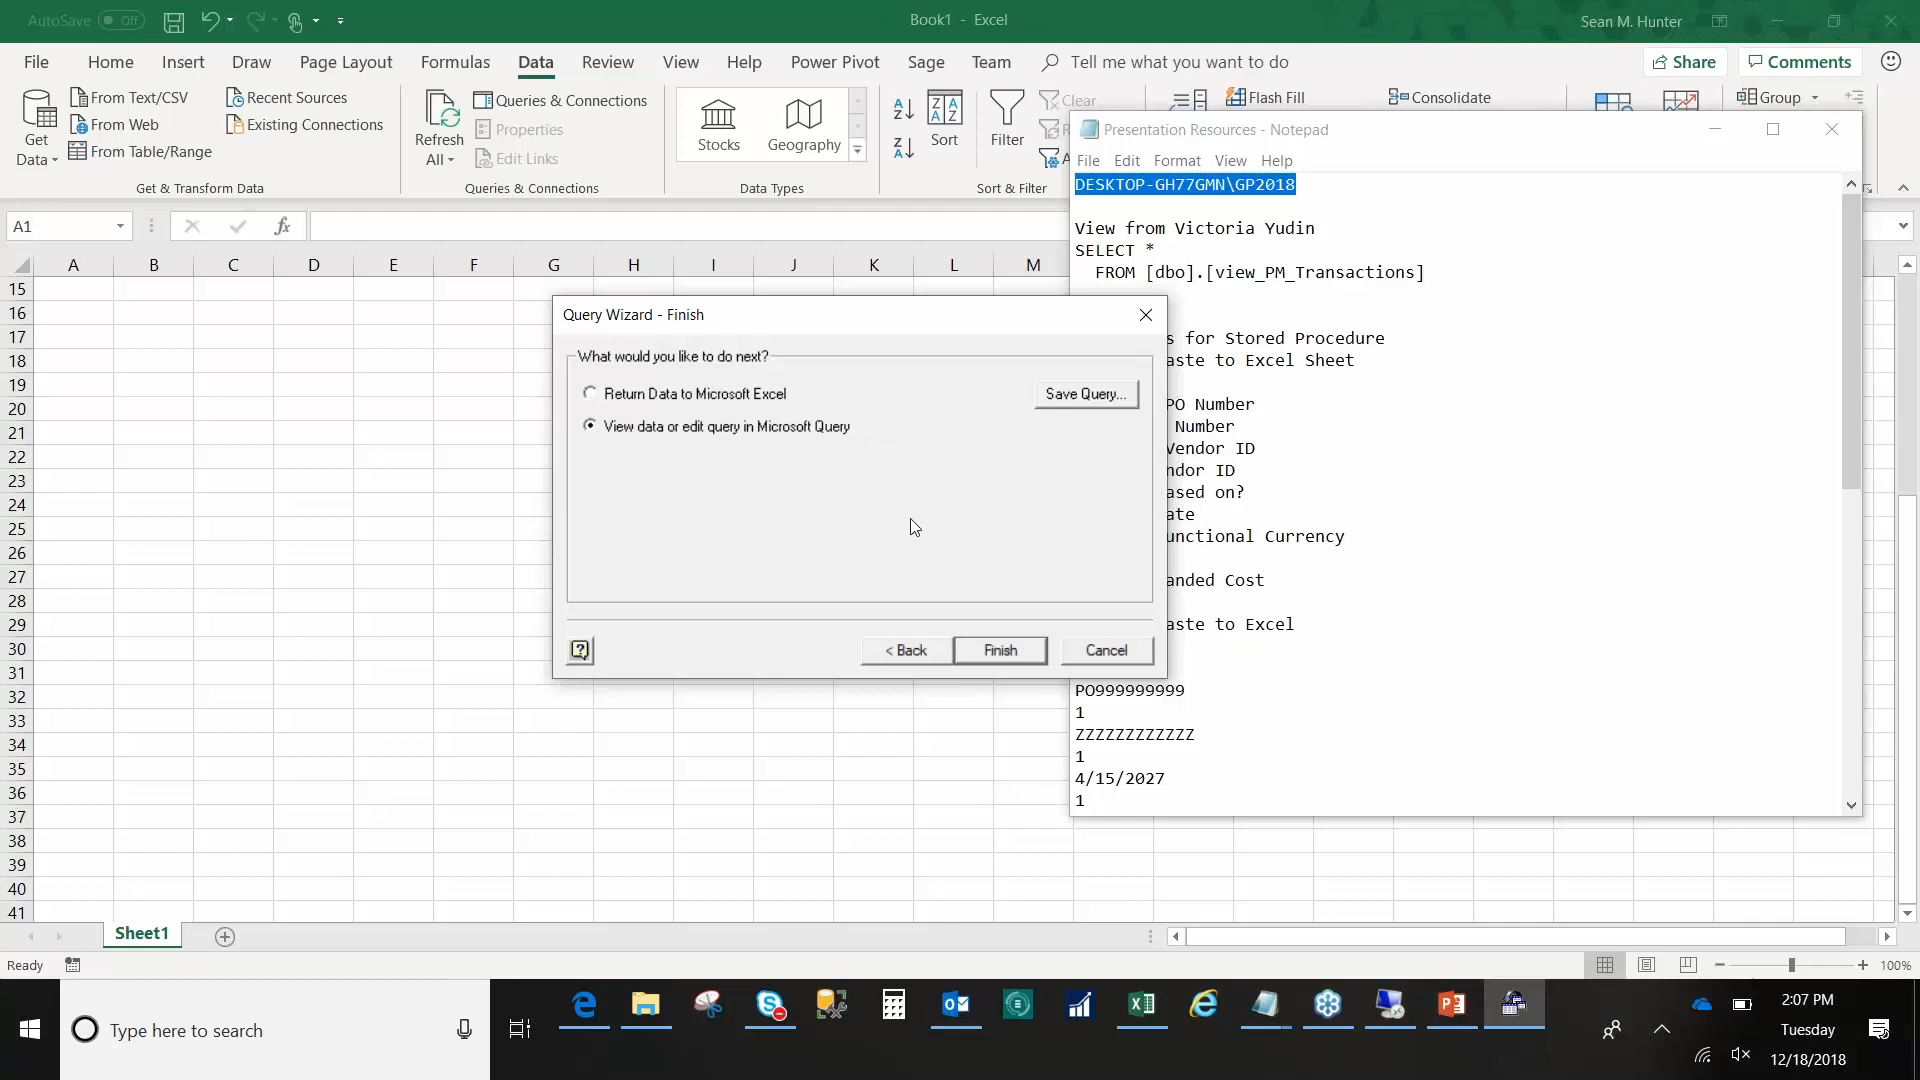 AutoSave Off
Book1 - Excel
Sean M. Hunter
File Home Insert Draw Page Layout Formulas Data Review View Help Power Pivot Sage Team Tell me what you want to do
Share Comments
Get Data
From Text/CSV
From Web
From Table/Range
Recent Sources
Existing Connections
Get & Transform Data
Refresh All
Queries & Connections
Properties
Edit Links
Queries & Connections
Stocks
Geography
Data Types
Sort
Filter
Clear
Sort & Filter
Flash Fill
Consolidate
Group
A1
fx
A B C D E F G H I J K L M
15
16
17
18
19
20
21
22
23
24
25
26
27
28
29
30
31
32
33
34
35
36
37
38
39
40
41
Presentation Resources - Notepad
File Edit Format View Help
DESKTOP-GH77GMN\GP2018
View from Victoria Yudin
SELECT *
FROM [dbo].[view_PM_Transactions]
s for Stored Procedure
aste to Excel Sheet
PO Number
Number
Vendor ID
ndor ID
ased on?
ate
unctional Currency
anded Cost
aste to Excel
PO999999999
1
ZZZZZZZZZZZZ
1
4/15/2027
1
Query Wizard - Finish
What would you like to do next?
Return Data to Microsoft Excel
Save Query...
View data or edit query in Microsoft Query
< Back
Finish
Cancel
Sheet1
Ready
100%
Type here to search
2:07 PM
Tuesday
12/18/2018